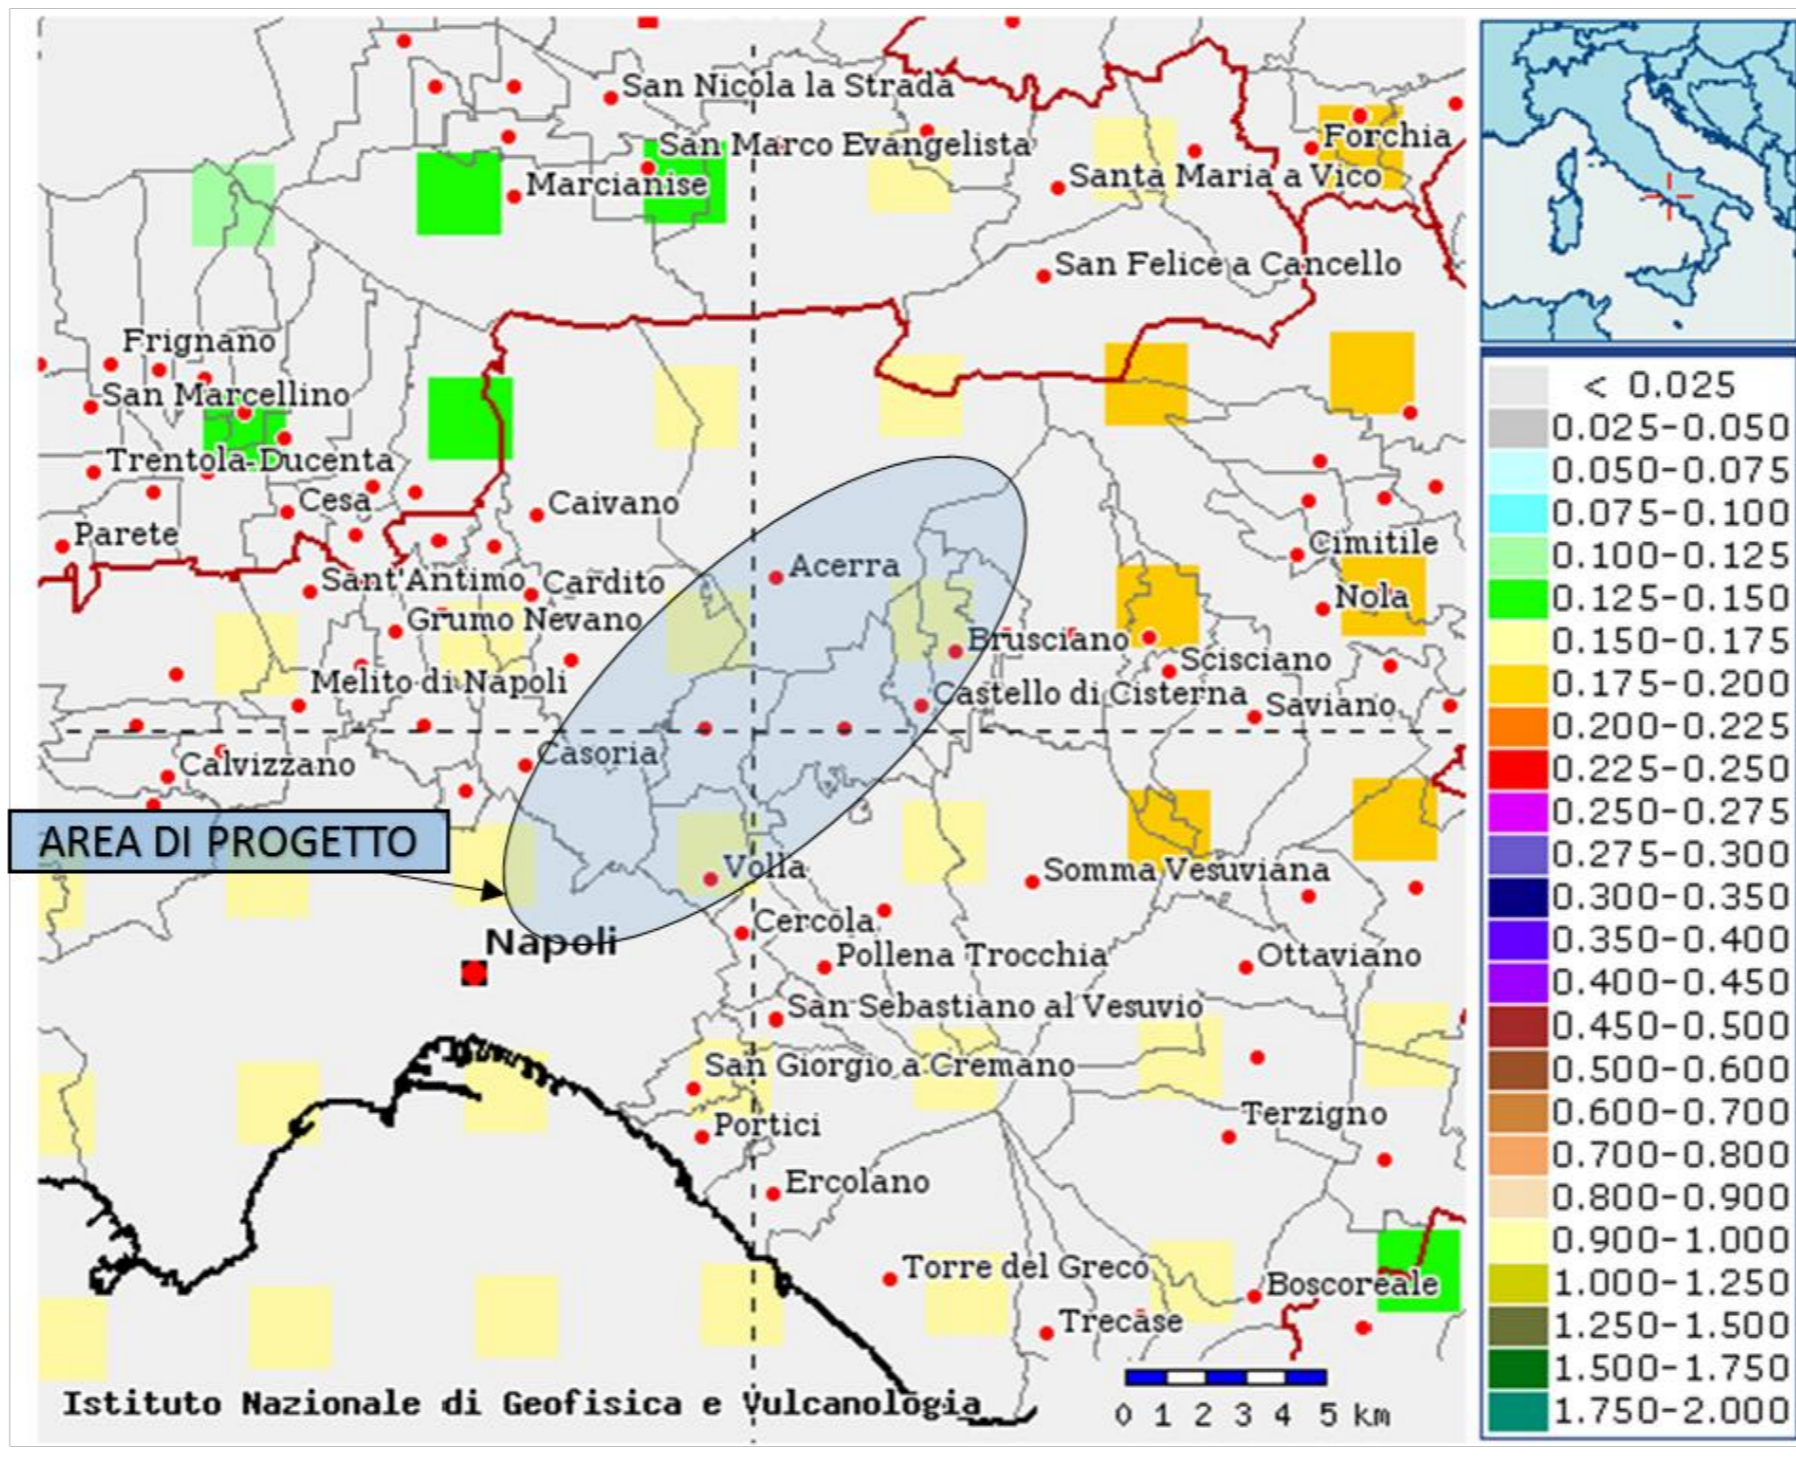 San Nicola la Strada
San Marco Evangelista
Forchia
Marcianise
Santa Maria a Vico
San Felice a Cancello
Frignano
San Marcellino
Trentola-Ducenta
Cesa
Caivano
Parete
Cimitile
Acerra
Sant'Antimo
Cardito
Nola
Grumo Nevano
Brusciano
Scisciano
Melito di Napoli
Castello di Cisterna
Saviano
Casoria
Calvizzano
AREA DI PROGETTO
Volla
Somma Vesuviana
Cercola
Napoli
Pollena Trocchia
Ottaviano
San Sebastiano al Vesuvio
San Giorgio a Cremano
Portici
Terzigno
Ercolano
Torre del Greco
Boscoreale
Trecase
Istituto Nazionale di Geofisica e Vulcanologia
0 1 2 3 4 5 km
< 0.025
0.025-0.050
0.050-0.075
0.075-0.100
0.100-0.125
0.125-0.150
0.150-0.175
0.175-0.200
0.200-0.225
0.225-0.250
0.250-0.275
0.275-0.300
0.300-0.350
0.350-0.400
0.400-0.450
0.450-0.500
0.500-0.600
0.600-0.700
0.700-0.800
0.800-0.900
0.900-1.000
1.000-1.250
1.250-1.500
1.500-1.750
1.750-2.000